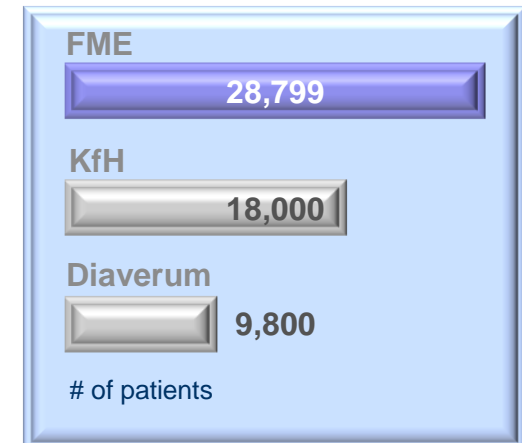 FME
28,799
KfH
18,000
Diaverum
9,800
# of patients